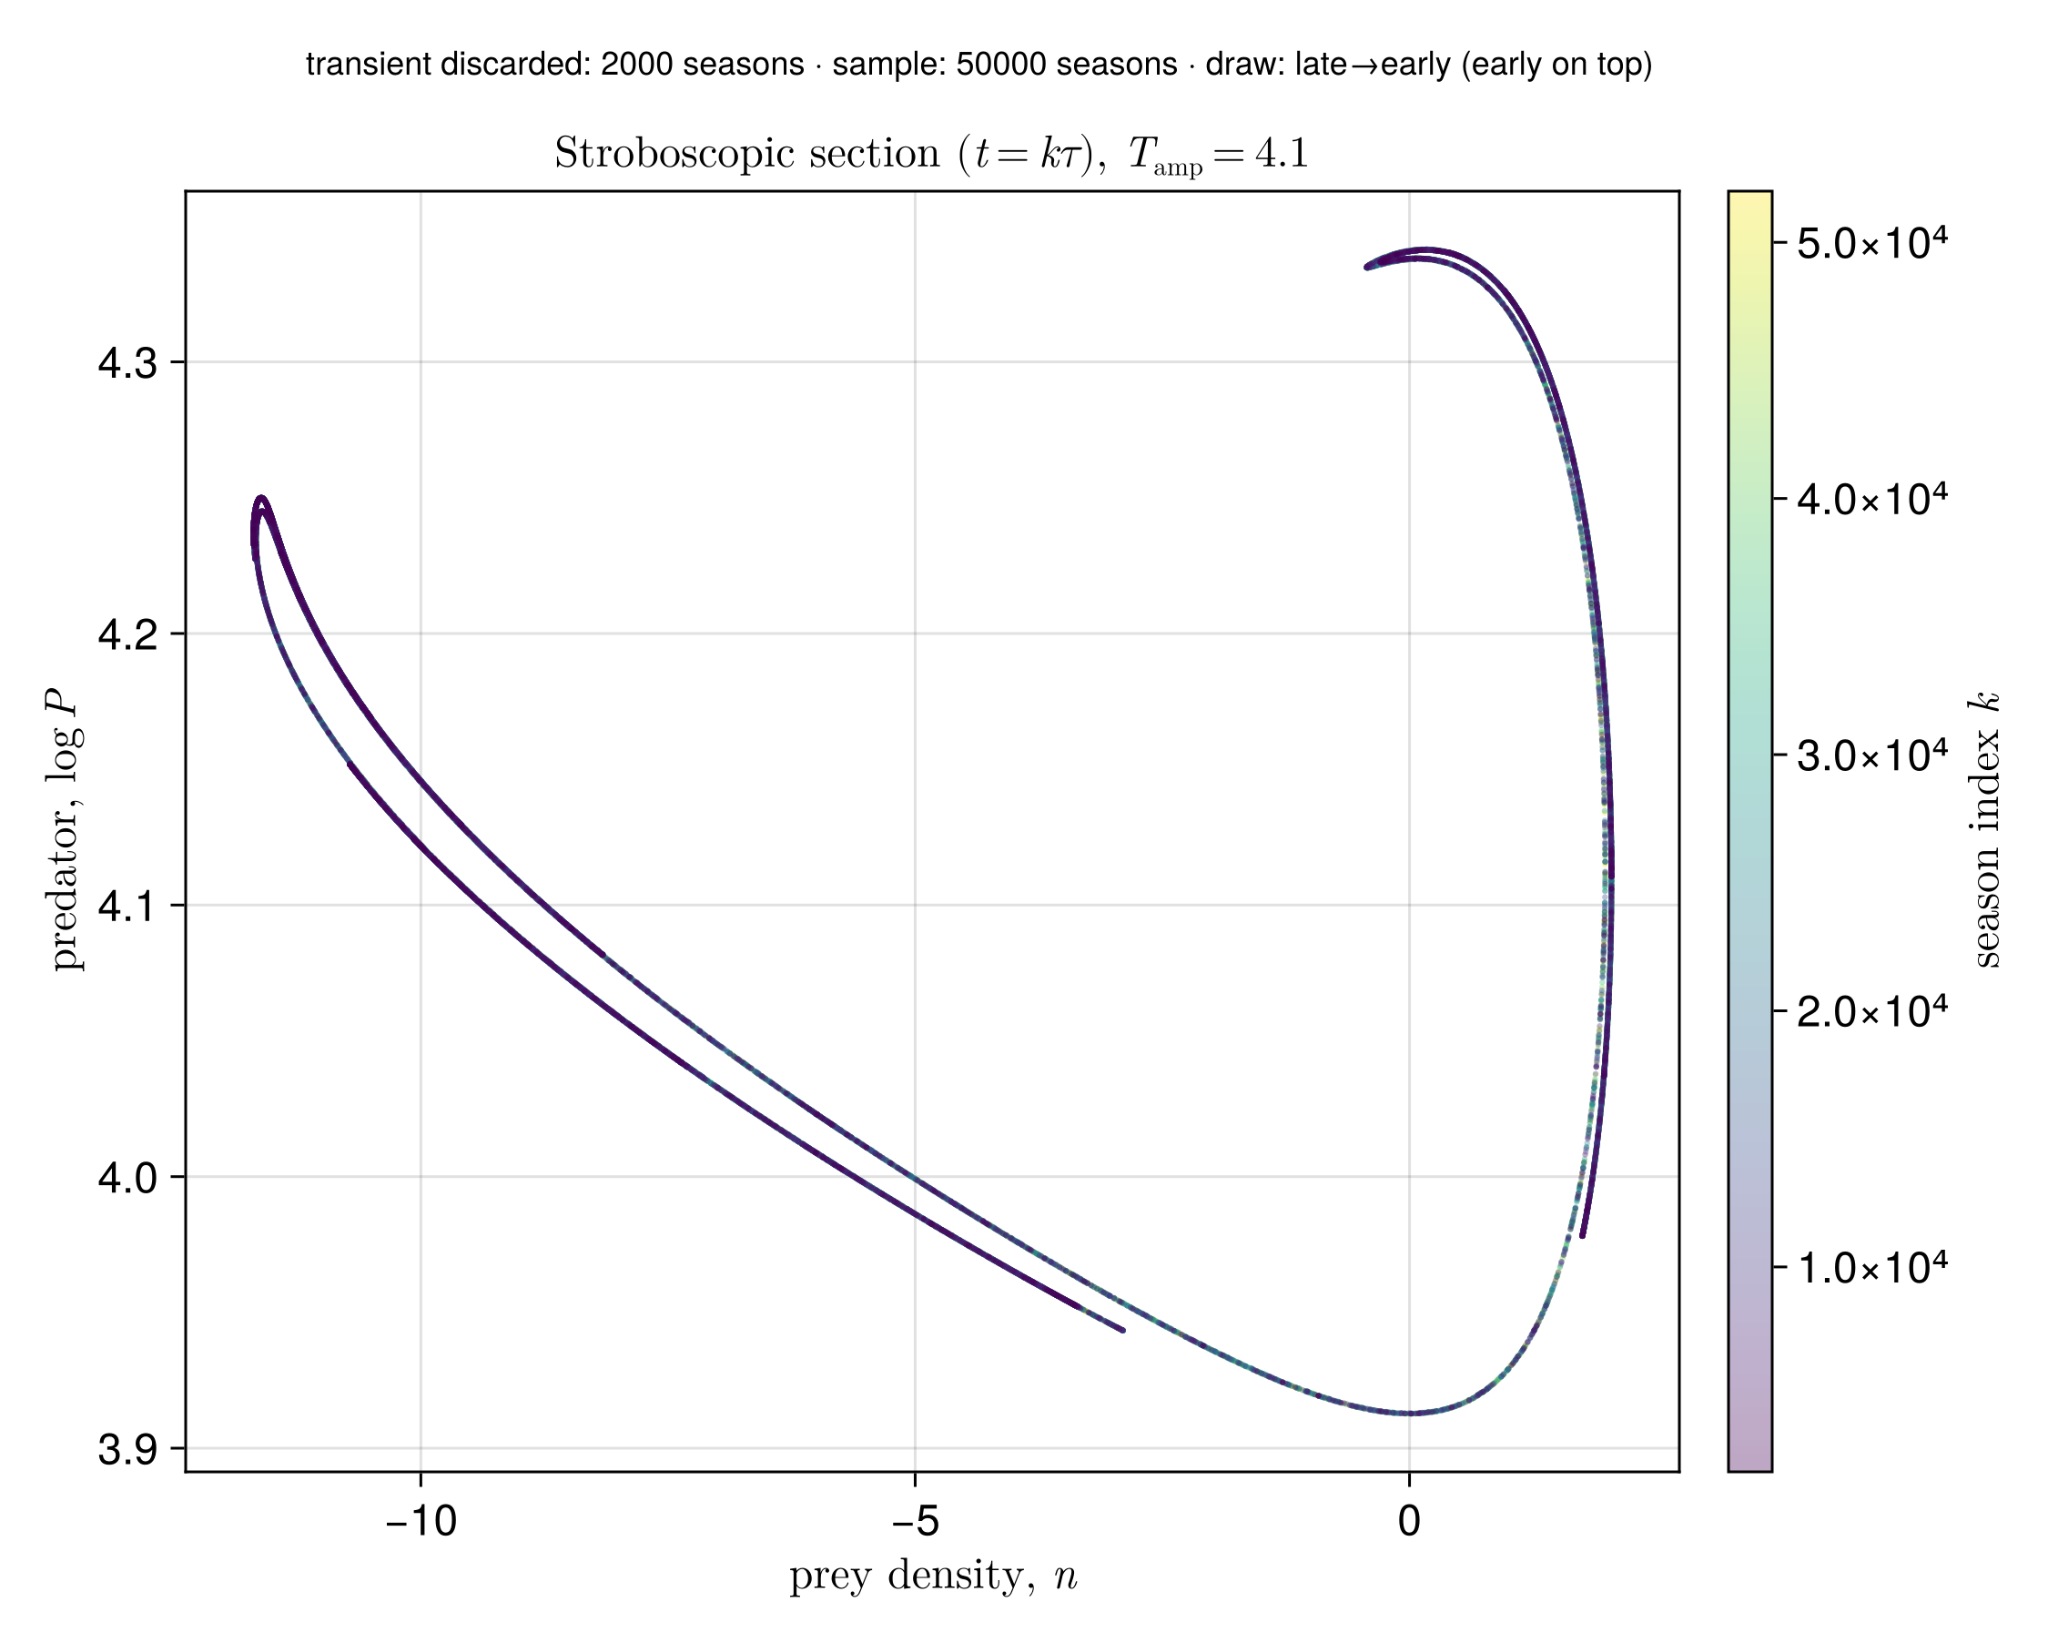 transient discarded: 2000 seasons · sample: 50000 seasons · draw: late→early (early on top)
Stroboscopic section (t = kτ), T_amp = 4.1
4.3
4.2
4.1
4.0
3.9
predator, log P
−10
−5
0
prey density, n
5.0×10⁴
4.0×10⁴
3.0×10⁴
2.0×10⁴
1.0×10⁴
season index k